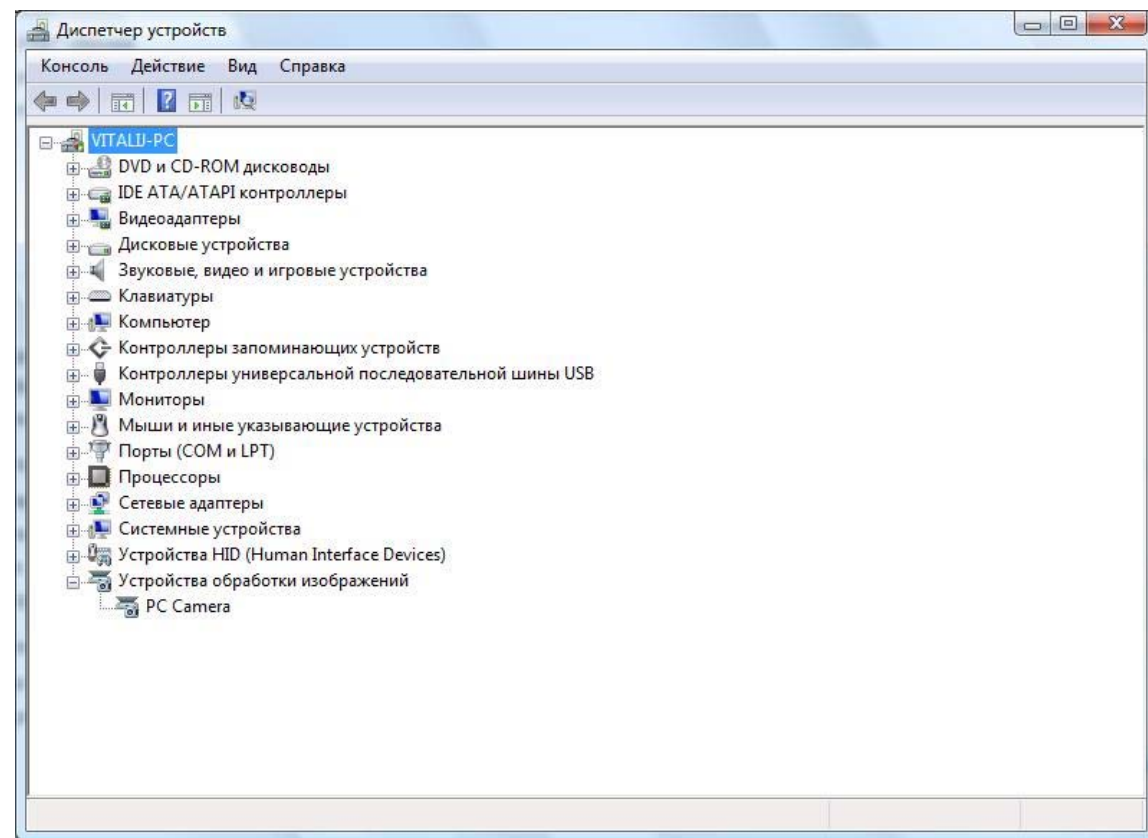 Диспетчер устройств
Консоль Действие Вид Справка
VITALIJ-PC
DVD и CD-ROM дисководы
IDE ATA/ATAPI контроллеры
Видеоадаптеры
Дисковые устройства
Звуковые, видео и игровые устройства
Клавиатуры
Компьютер
Контроллеры запоминающих устройств
Контроллеры универсальной последовательной шины USB
Мониторы
Мыши и иные указывающие устройства
Порты (COM и LPT)
Процессоры
Сетевые адаптеры
Системные устройства
Устройства HID (Human Interface Devices)
Устройства обработки изображений
PC Camera